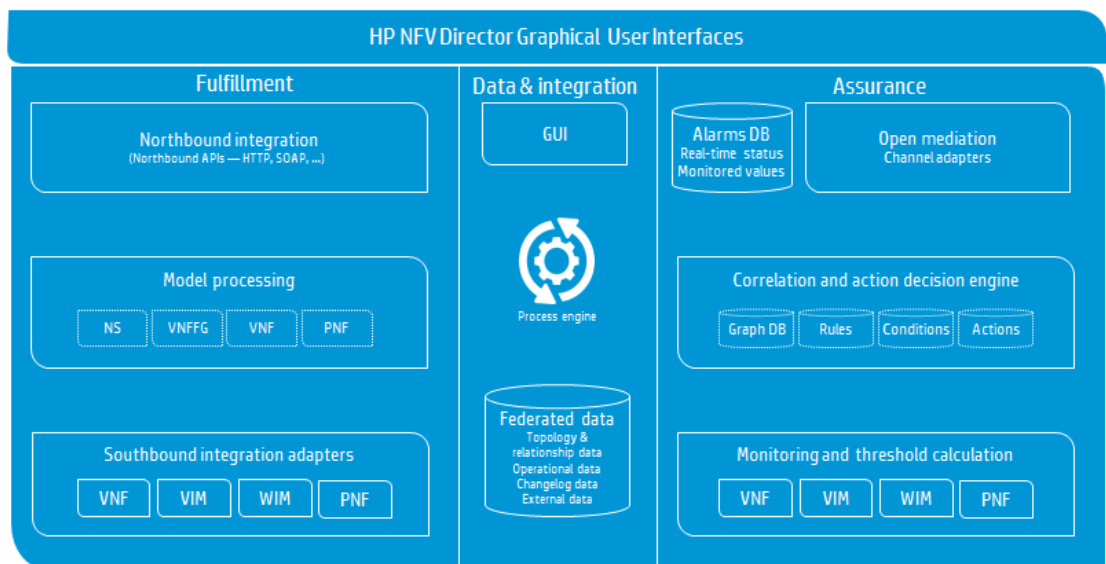 HP NFV Director Graphical User Interfaces
Fulfillment
Northbound integration
(Northbound APIs — HTTP, SOAP, ...)
Model processing
NS
VNFFG
VNF
PNF
Southbound integration adapters
VNF
VIM
WIM
PNF
Data & integration
GUI
Process engine
Federated data
Topology &
relationship data
Operational data
Changelog data
External data
Assurance
Alarms DB
Real-time status
Monitored values
Open mediation
Channel adapters
Correlation and action decision engine
Graph DB
Rules
Conditions
Actions
Monitoring and threshold calculation
VNF
VIM
WIM
PNF